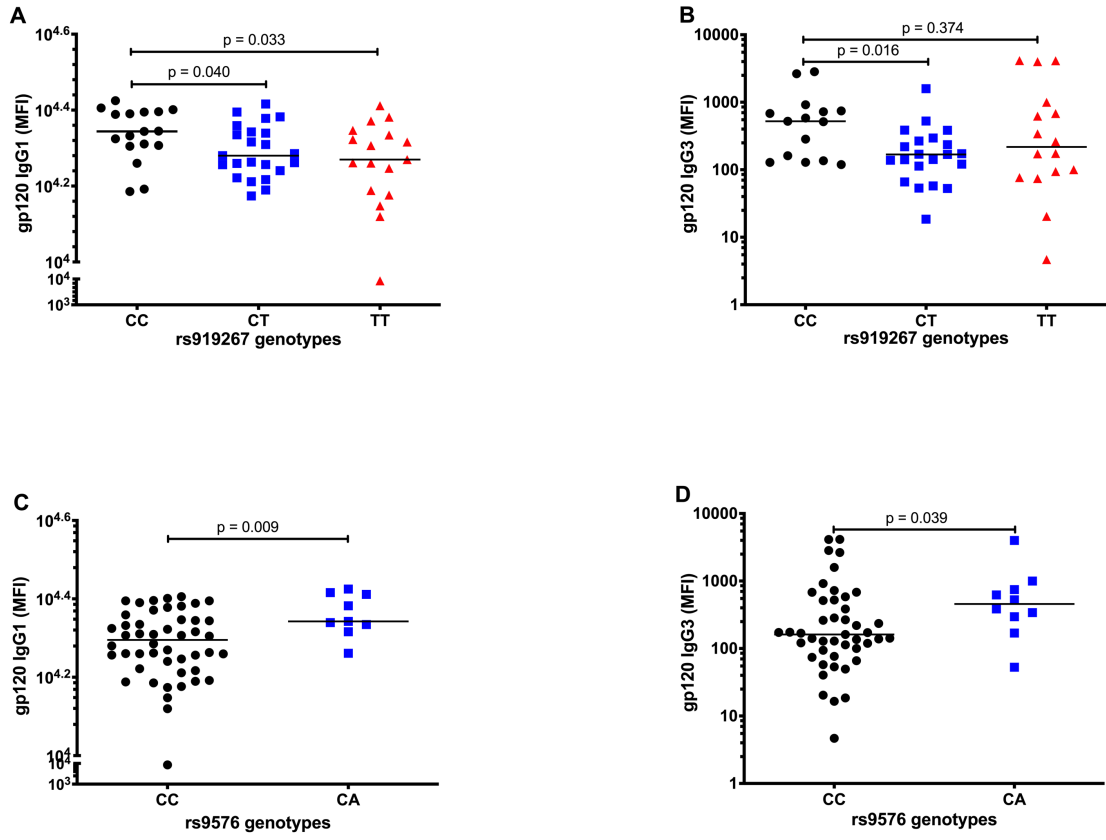 A
10^4.6
10^4.4
10^4.2
10^4
10^4
10^3
gp120 IgG1 (MFI)
p = 0.033
p = 0.040
CC CT TT
rs919267 genotypes
B
10000
1000
100
10
1
gp120 IgG3 (MFI)
p = 0.374
p = 0.016
CC CT TT
rs919267 genotypes
C
10^4.6
10^4.4
10^4.2
10^4
10^4
10^3
gp120 IgG1 (MFI)
p = 0.009
CC CA
rs9576 genotypes
D
10000
1000
100
10
1
gp120 IgG3 (MFI)
p = 0.039
CC CA
rs9576 genotypes